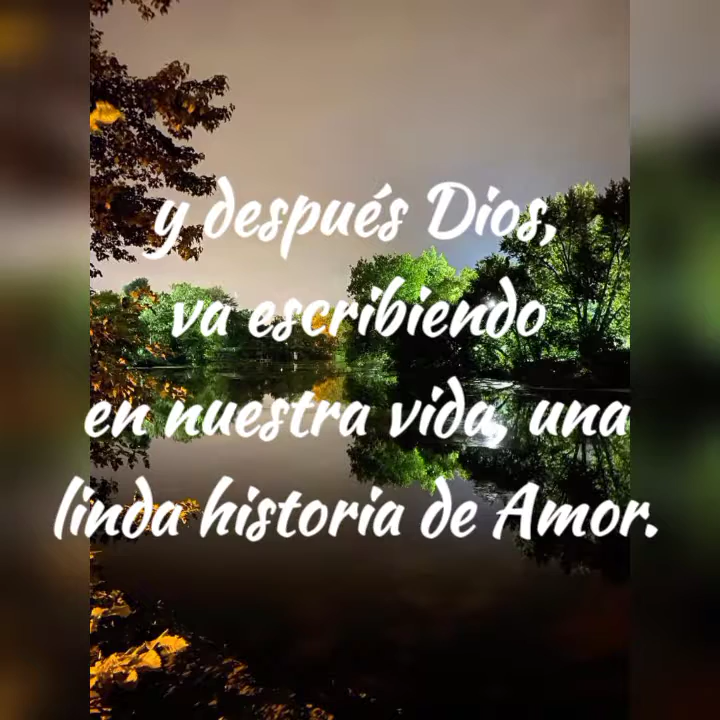 y después Dios,
va escribiendo
en nuestra vida, una
linda historia de Amor.